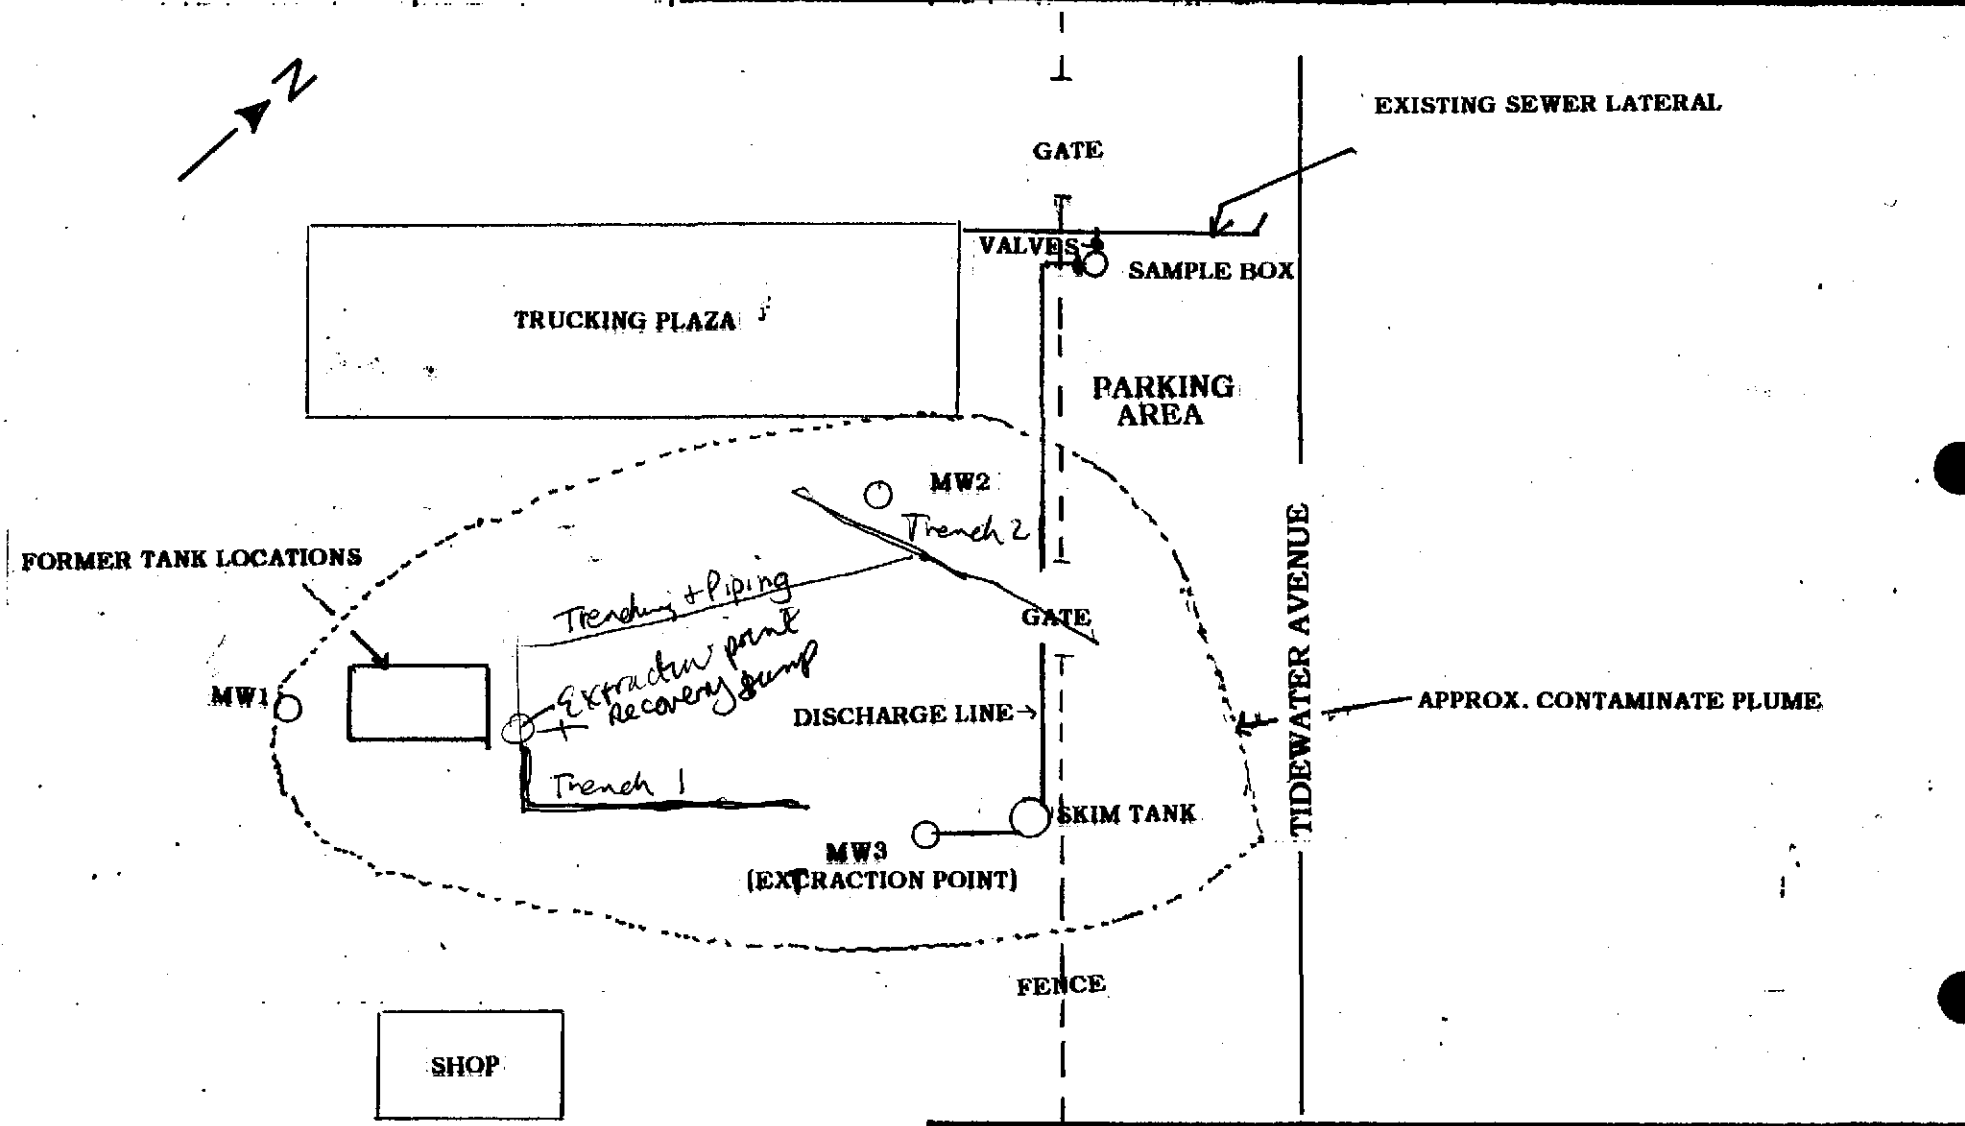 N
EXISTING SEWER LATERAL
GATE
VALVES
SAMPLE BOX
TRUCKING PLAZA
PARKING
AREA
MW2
Trench 2
FORMER TANK LOCATIONS
Trenching + Piping
GATE
TIDEWATER AVENUE
Extraction point
+ Recovery Sump
MW1
DISCHARGE LINE
APPROX. CONTAMINATE PLUME
Trench 1
SKIM TANK
MW3
(EXTRACTION POINT)
FENCE
SHOP